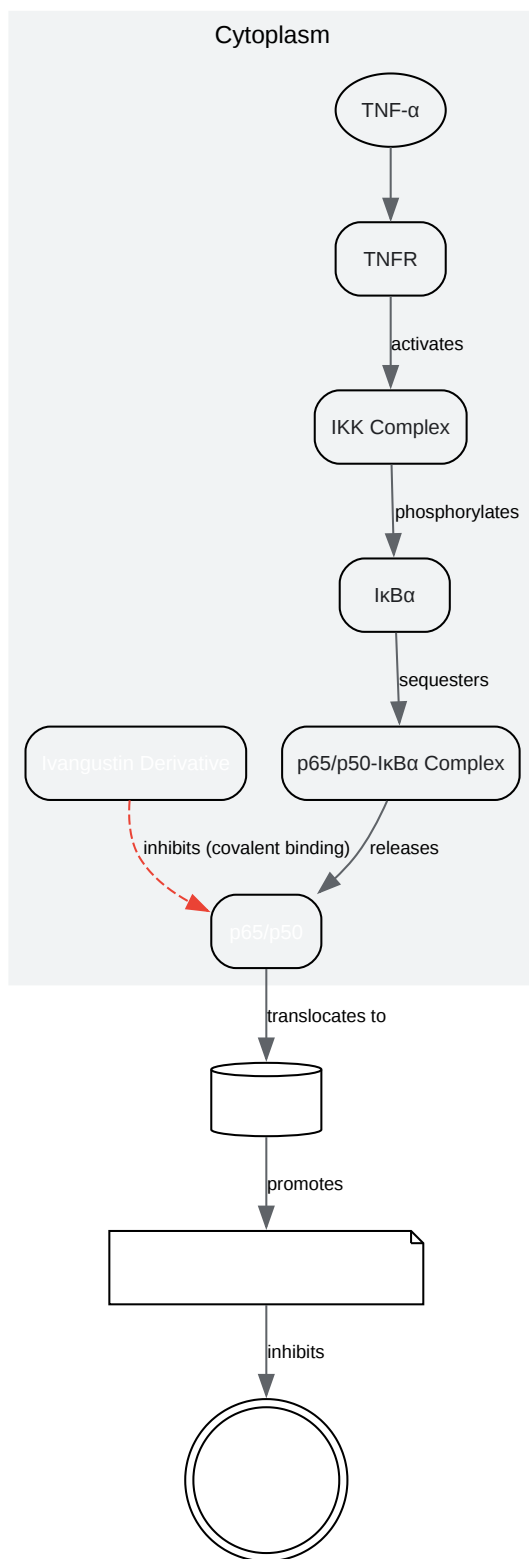 Cytoplasm
TNF-α
TNFR
activates
IKK Complex
phosphorylates
IκBα
sequesters
Ivangustin Derivative
p65/p50-IκBα Complex
inhibits (covalent binding)
releases
p65/p50
translocates to
promotes
inhibits